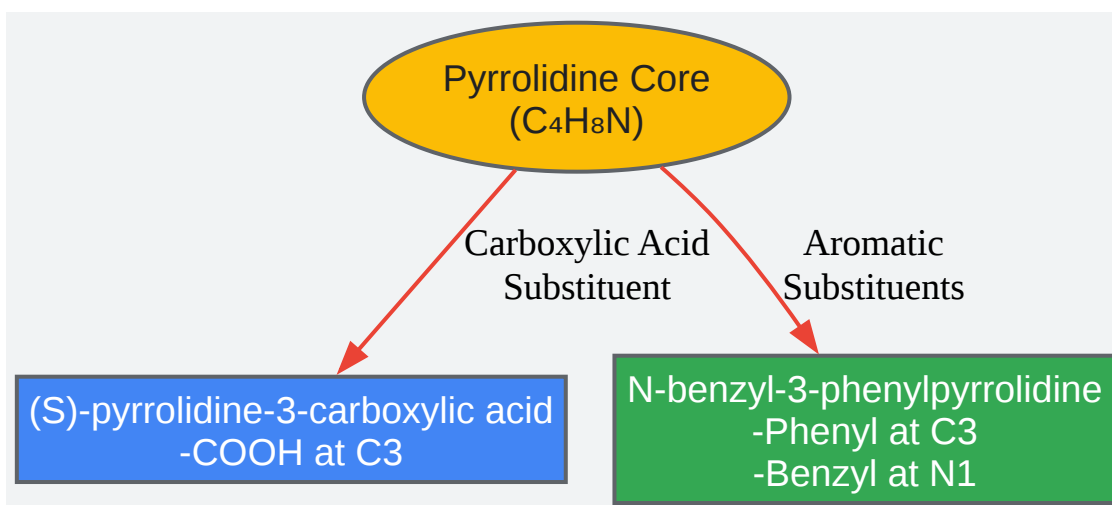 Pyrrolidine Core
(C₄H₈N)
Carboxylic Acid
Substituent
Aromatic
Substituents
(S)-pyrrolidine-3-carboxylic acid
-COOH at C3
N-benzyl-3-phenylpyrrolidine
-Phenyl at C3
-Benzyl at N1